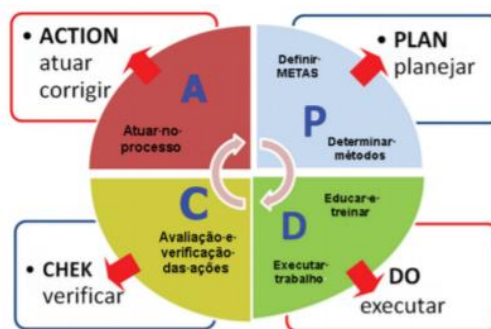 • ACTION
atuar
corrigir
A
Atuar-no-
processo
Definir-
METAS
P
Determinar-
métodos
• PLAN
planejar
C
Avaliação-e-
verificação
-das-ações
• CHEK
verificar
Educar-e-
treinar
D
Executar-
trabalho
• DO
executar